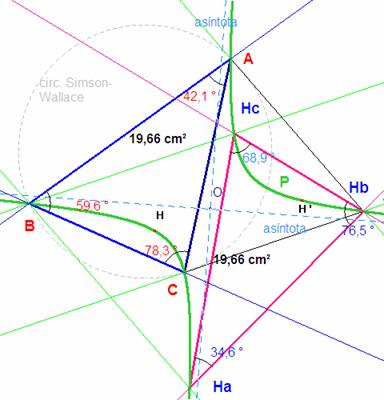 asíntota
A
circ. Simson-
Wallace
42,1 °
Hc
19,66 cm²
68,9 °
P
Hb
O
59,6 °
H
H'
B
asíntota
76,5 °
78,3 °
19,66 cm²
C
34,6 °
Ha